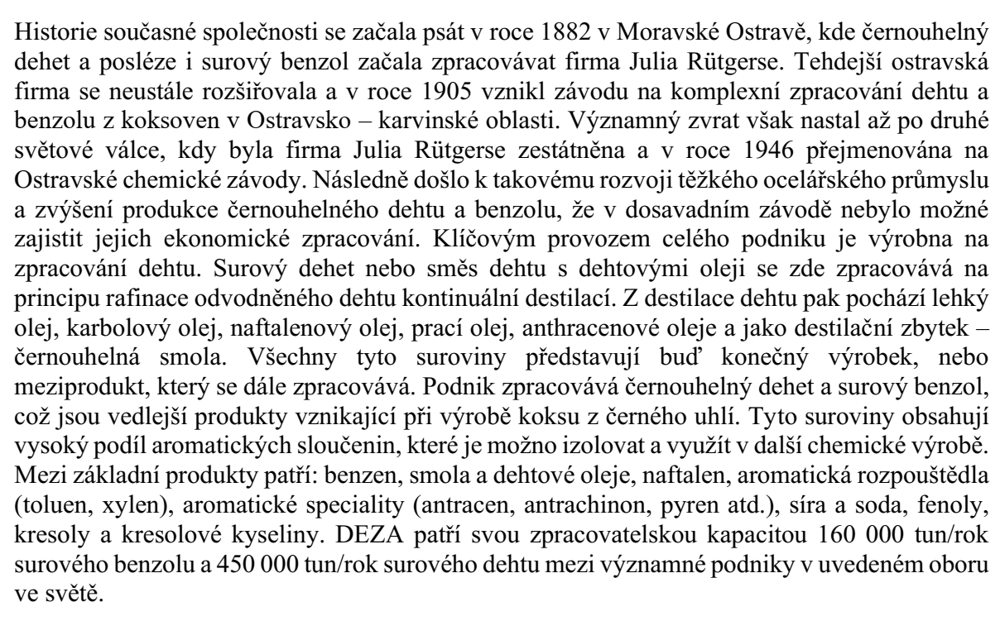 Historie současné společnosti se začala psát v roce 1882 v Moravské Ostravě, kde černouhelný
dehet a posléze i surový benzol začala zpracovávat firma Julia Rütgerse. Tehdejší ostravská
firma se neustále rozšiřovala a v roce 1905 vznikl závodu na komplexní zpracování dehtu a
benzolu z koksoven v Ostravsko – karvinské oblasti. Významný zvrat však nastal až po druhé
světové válce, kdy byla firma Julia Rütgerse zestátněna a v roce 1946 přejmenována na
Ostravské chemické závody. Následně došlo k takovému rozvoji těžkého ocelářského průmyslu
a zvýšení produkce černouhelného dehtu a benzolu, že v dosavadním závodě nebylo možné
zajistit jejich ekonomické zpracování. Klíčovým provozem celého podniku je výrobna na
zpracování dehtu. Surový dehet nebo směs dehtu s dehtovými oleji se zde zpracovává na
principu rafinace odvodněného dehtu kontinuální destilací. Z destilace dehtu pak pochází lehký
olej, karbolový olej, naftalenový olej, prací olej, anthracenové oleje a jako destilační zbytek –
černouhelná smola. Všechny tyto suroviny představují buď konečný výrobek, nebo
meziprodukt, který se dále zpracovává. Podnik zpracovává černouhelný dehet a surový benzol,
což jsou vedlejší produkty vznikající při výrobě koksu z černého uhlí. Tyto suroviny obsahují
vysoký podíl aromatických sloučenin, které je možno izolovat a využít v další chemické výrobě.
Mezi základní produkty patří: benzen, smola a dehtové oleje, naftalen, aromatická rozpouštědla
(toluen, xylen), aromatické speciality (antracen, antrachinon, pyren atd.), síra a soda, fenoly,
kresoly a kresolové kyseliny. DEZA patří svou zpracovatelskou kapacitou 160 000 tun/rok
surového benzolu a 450 000 tun/rok surového dehtu mezi významné podniky v uvedeném oboru
ve světě.